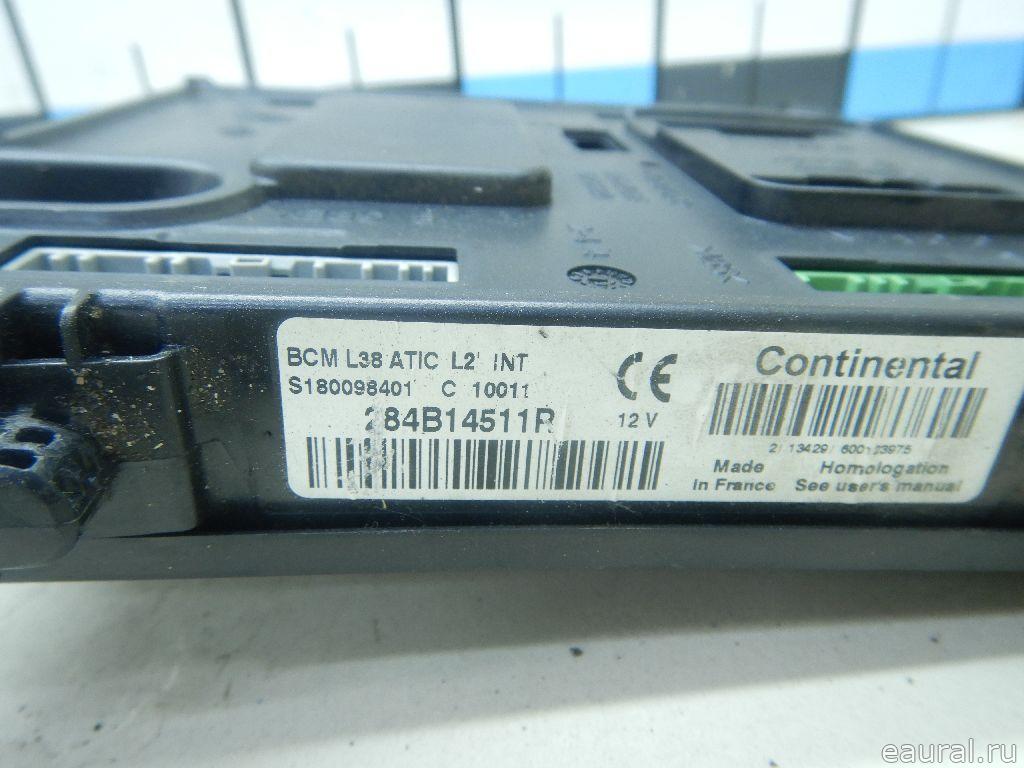 BCM L38 ATIC L2' INT
S180098401 C 10011
284B14511R
12 V
CE
Continental
2/ 13429/ 600123975
Made in France
Homologation See user's manual
eaural.ru